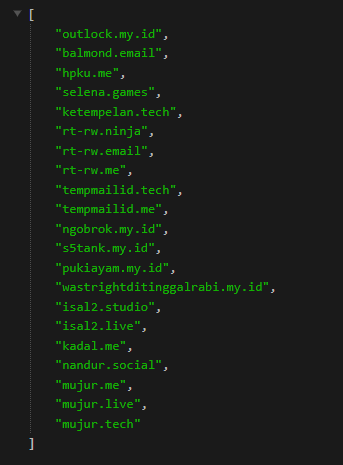 [
"outlock.my.id",
"balmond.email",
"hpku.me",
"selena.games",
"ketempelan.tech",
"rt-rw.ninja",
"rt-rw.email",
"rt-rw.me",
"tempmailid.tech",
"tempmailid.me",
"ngobrok.my.id",
"s5tank.my.id",
"pukiayam.my.id",
"wastrightditinggalrabi.my.id",
"isal2.studio",
"isal2.live",
"kadal.me",
"nandur.social",
"mujur.me",
"mujur.live",
"mujur.tech"
]